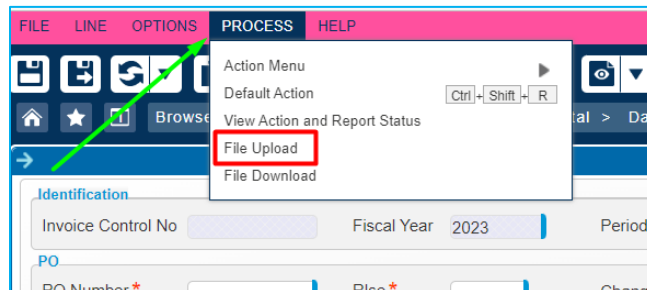 FILE LINE OPTIONS PROCESS HELP
Action Menu
Default Action Ctrl + Shift + R
View Action and Report Status
File Upload
File Download
Browse
tal > Da
Identification
Invoice Control No Fiscal Year 2023 Period
PO
PO Number * Rlse *